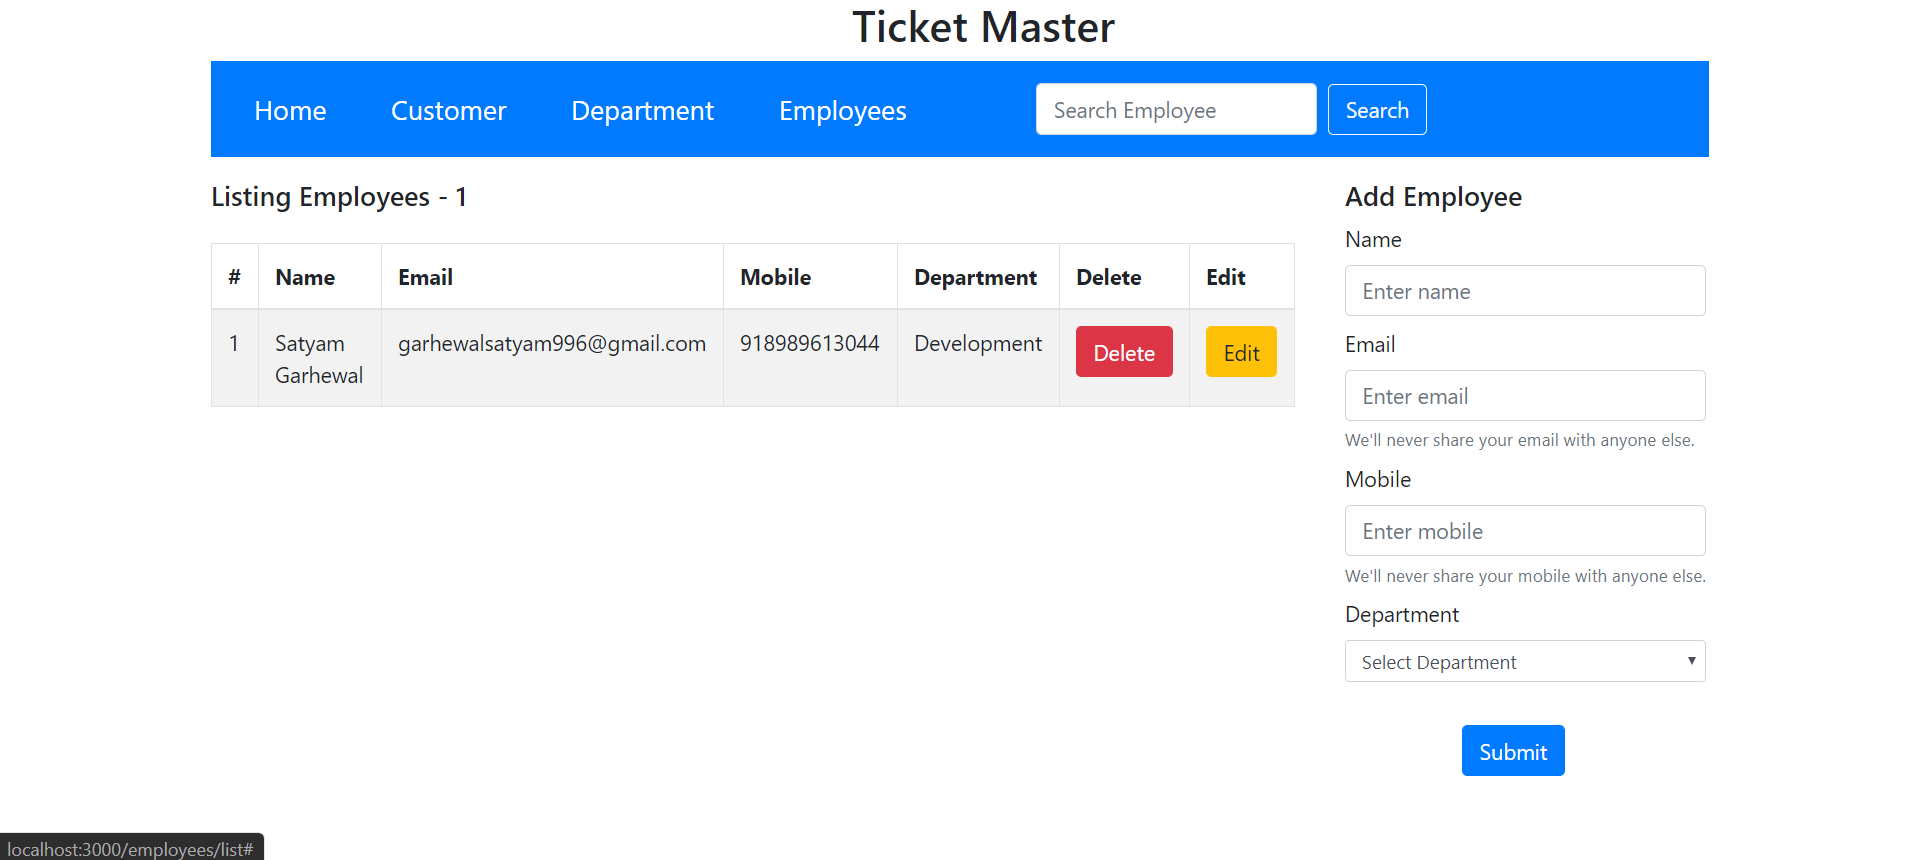 Ticket Master
Home Customer Department Employees Search Employee Search
Listing Employees - 1
# Name Email Mobile Department Delete Edit
1 Satyam garhewalsatyam996@gmail.com 918989613044 Development Delete Edit
Garhewal
Add Employee
Name
Enter name
Email
Enter email
We'll never share your email with anyone else.
Mobile
Enter mobile
We'll never share your mobile with anyone else.
Department
Select Department
Submit
localhost:3000/employees/list#